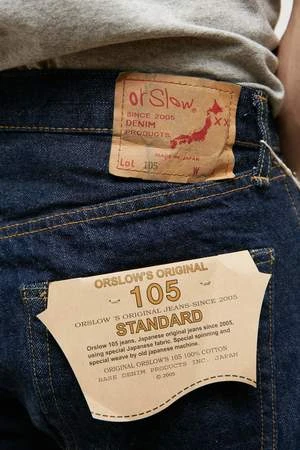 orSlow
SINCE 2005
DENIM
PRODUCTS.
MADE IN JAPAN
Lot 105 W
ORSLOW'S ORIGINAL
105
ORSLOW 'S ORIGINAL JEANS-SINCE 2005
STANDARD
Orslow 105 jeans, Japanese original jeans since 2005.
using special Japanese fabric. Special spinning and
special weave by old japanese machine.
ORIGINAL ORSLOW'S 105 100% COTTON
BASE DENIM PRODUCTS INC. JAPAN
© 2005